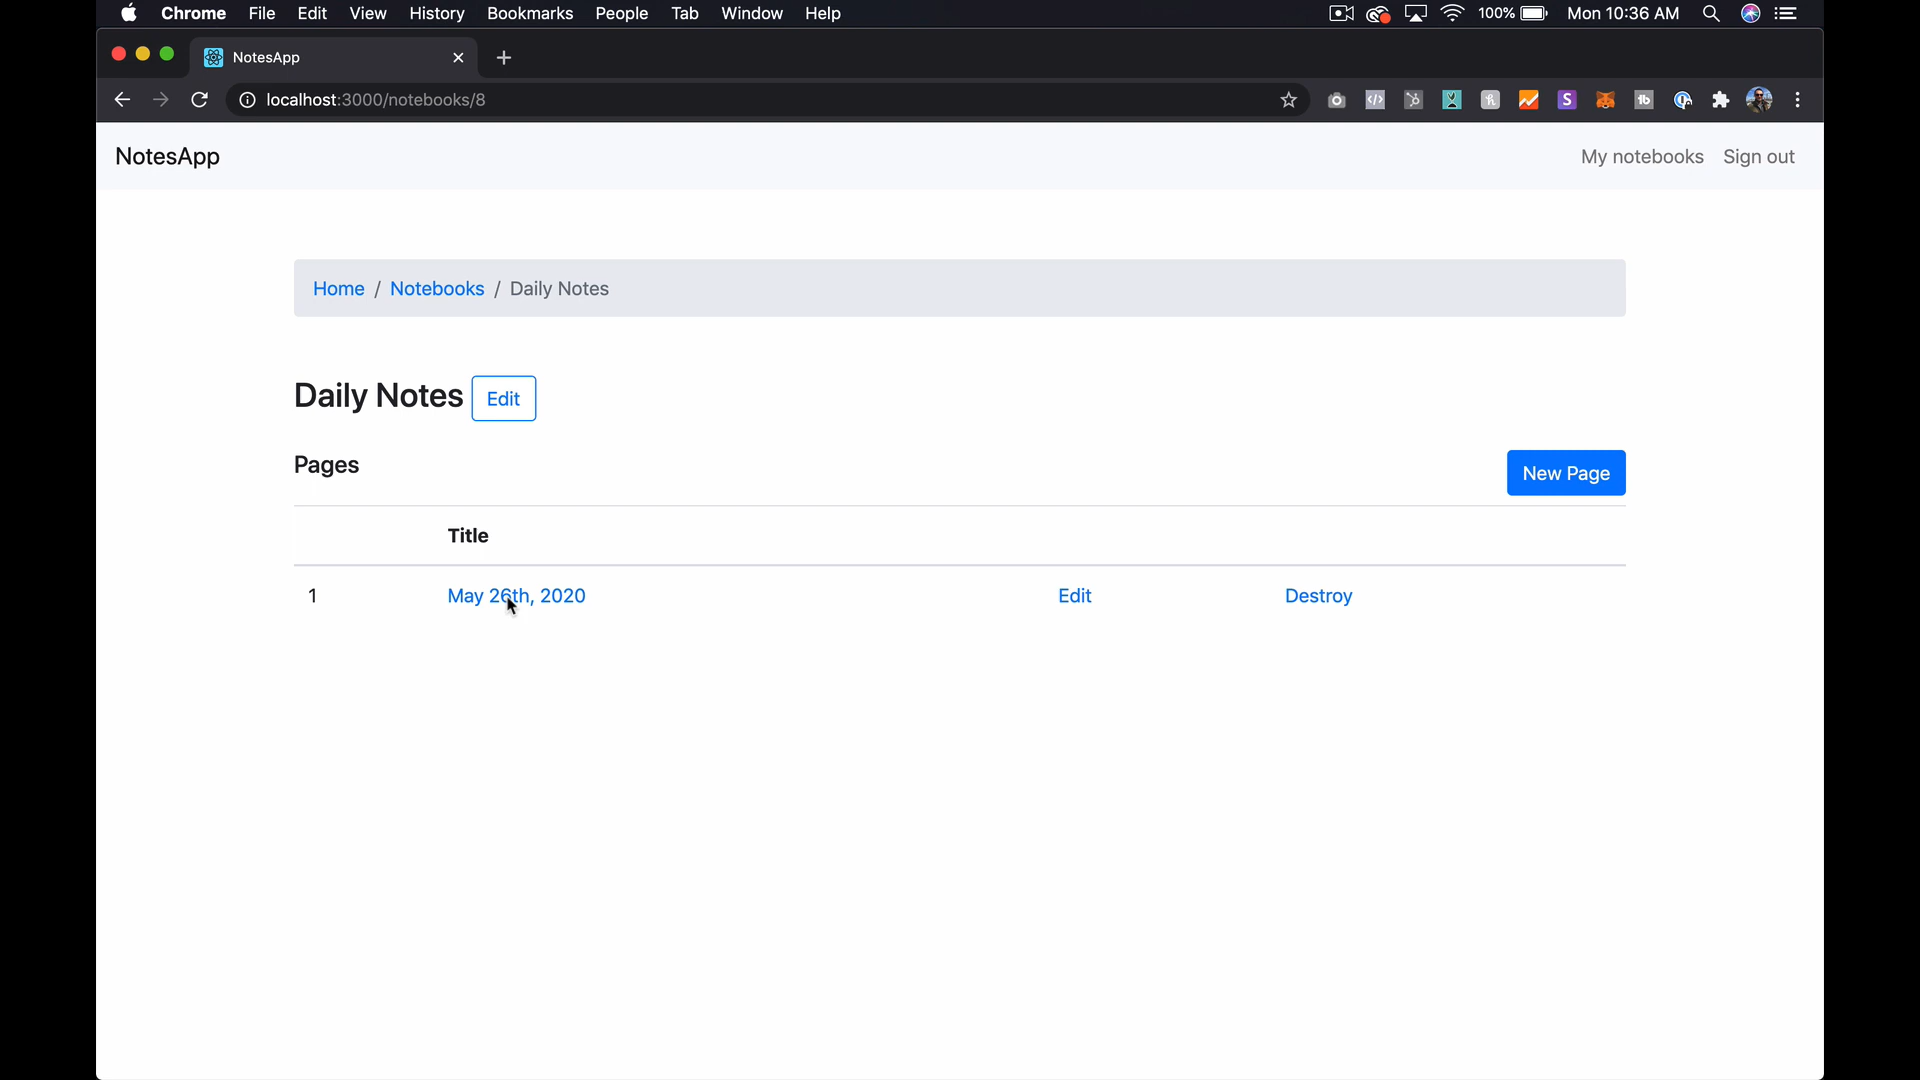 Chrome File Edit View History Bookmarks People Tab Window Help 100% Mon 10:36 AM
NotesApp
localhost:3000/notebooks/8
NotesApp My notebooks Sign out
Home / Notebooks / Daily Notes
Daily Notes Edit
Pages
New Page
Title
1 May 26th, 2020 Edit Destroy